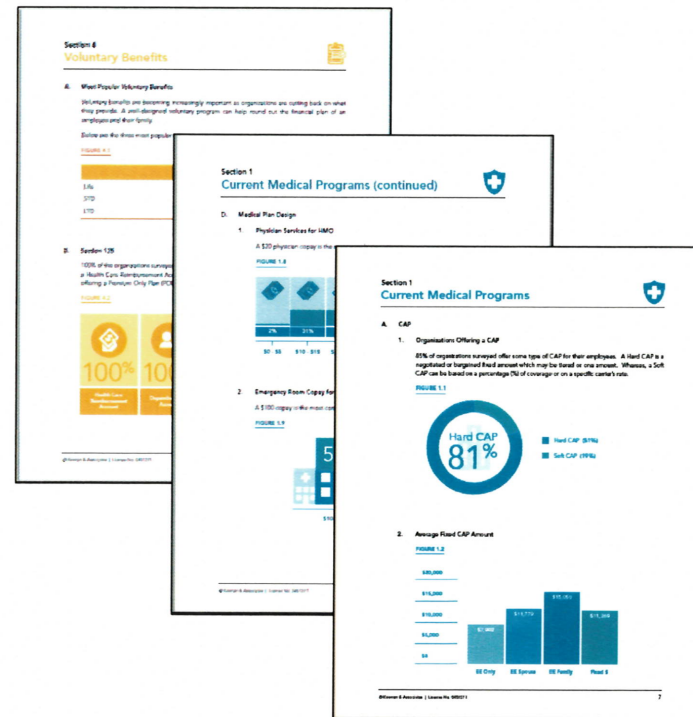 Section 6
Voluntary Benefits
A. Most Popular Voluntary Benefits
Voluntary Benefits are becoming increasingly important as organizations are cutting back on what
they provide. A well-designed voluntary program can help round out the financial plan of an
employee and their family.
Below are the three most popular
Life
STD
LTD
B. Section 125
100% of the organizations surveyed
a Health Care Reimbursement Acc
offering a Premium Only Plan (POP
100%
Health Care
Reimbursement
Account
Section 1
Current Medical Programs (continued)
D. Medical Plan Design
1. Physician Services for HMO
A $20 physician copay is the
FIGURE 1.8
2% 31%
$0 - $5 $10 - $15
2. Emergency Room Copay for
A $100 copay is the most com
FIGURE 1.9
5
Section 1
Current Medical Programs
A. CAP
1. Organizations Offering a CAP
85% of organizations surveyed offer some type of CAP for their employees. A Hard CAP is a
negotiated or bargained fixed amount which may be tiered or one amount. Whereas, a Soft
CAP can be based on a percentage (%) of coverage or on a specific carrier's rate.
FIGURE 1.1
Hard CAP
81%
Hard CAP (81%)
Soft CAP (19%)
2. Average Fixed CAP Amount
FIGURE 1.2
$20,000
$15,000
$10,000
$5,000
$0
EE Only EE Spouse EE Family Fixed $
7